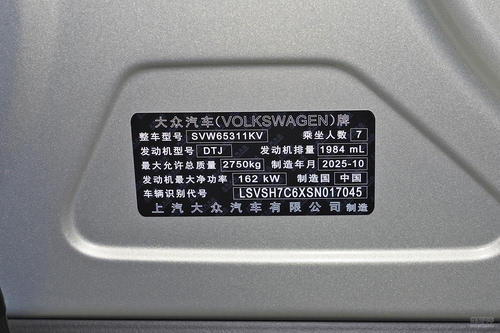 大众汽车(VOLKSWAGEN)牌
整车型号 SVW65311KV 乘坐人数 7
发动机型号 DTJ 发动机排量 1984 mL
最大允许总质量 2750kg 制造年月 2025-10
发动机最大净功率 162 kW 制造国 中国
车辆识别代号 LSVSH7C6XSN017045
上汽大众汽车有限公司 制造